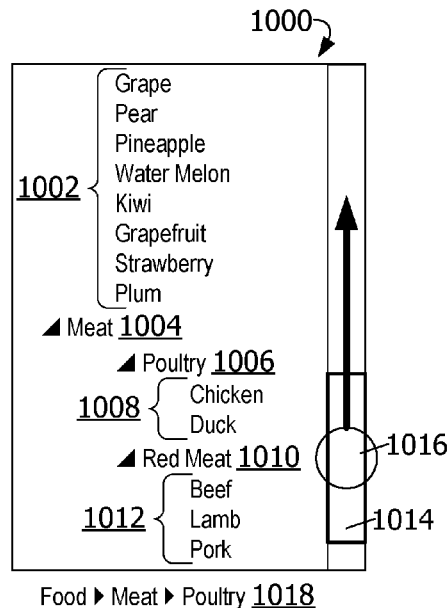 1000
Grape
Pear
Pineapple
Water Melon
1002
Kiwi
Grapefruit
Strawberry
Plum
◢ Meat 1004
◢ Poultry 1006
Chicken
1008
Duck
◢ Red Meat 1010
1016
Beef
1012
Lamb
1014
Pork
Food ▸ Meat ▸ Poultry 1018